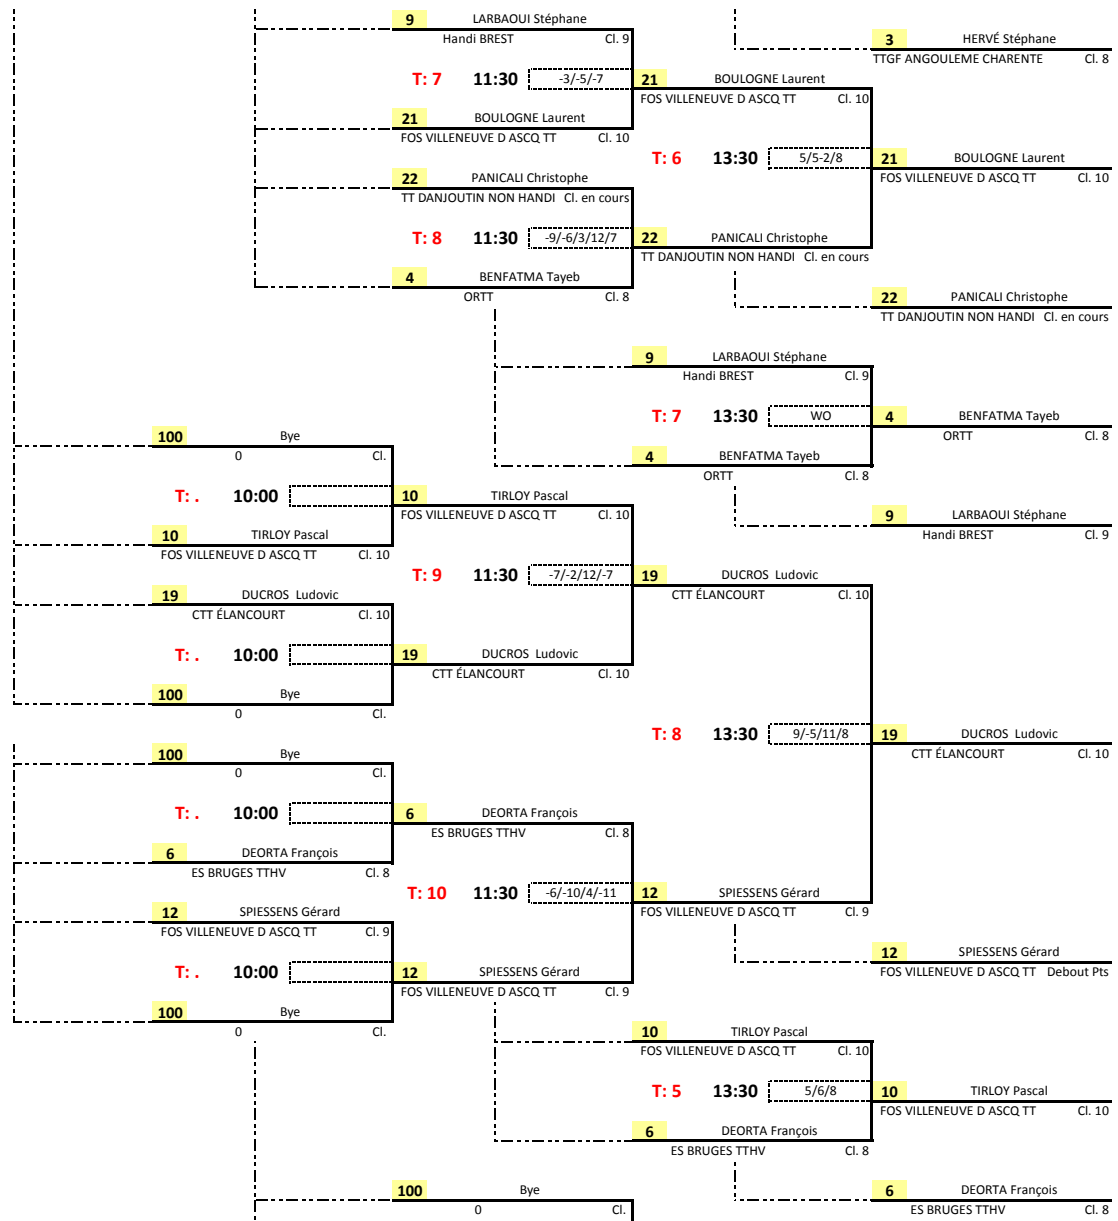 9 LARBAOUI Stéphane
Handi BREST Cl. 9
3 HERVÉ Stéphane
TTGF ANGOULEME CHARENTE Cl. 8
T: 7 11:30 -3/-5/-7
21 BOULOGNE Laurent
FOS VILLENEUVE D ASCQ TT Cl. 10
21 BOULOGNE Laurent
FOS VILLENEUVE D ASCQ TT Cl. 10
T: 6 13:30 5/5-2/8
21 BOULOGNE Laurent
FOS VILLENEUVE D ASCQ TT Cl. 10
22 PANICALI Christophe
TT DANJOUTIN NON HANDI Cl. en cours
T: 8 11:30 -9/-6/3/12/7
22 PANICALI Christophe
TT DANJOUTIN NON HANDI Cl. en cours
4 BENFATMA Tayeb
ORTT Cl. 8
22 PANICALI Christophe
TT DANJOUTIN NON HANDI Cl. en cours
9 LARBAOUI Stéphane
Handi BREST Cl. 9
T: 7 13:30 WO
4 BENFATMA Tayeb
ORTT Cl. 8
100 Bye
0 Cl.
4 BENFATMA Tayeb
ORTT Cl. 8
T: . 10:00
10 TIRLOY Pascal
FOS VILLENEUVE D ASCQ TT Cl. 10
9 LARBAOUI Stéphane
Handi BREST Cl. 9
10 TIRLOY Pascal
FOS VILLENEUVE D ASCQ TT Cl. 10
T: 9 11:30 -7/-2/12/-7
19 DUCROS Ludovic
CTT ÉLANCOURT Cl. 10
19 DUCROS Ludovic
CTT ÉLANCOURT Cl. 10
T: . 10:00
19 DUCROS Ludovic
CTT ÉLANCOURT Cl. 10
100 Bye
0 Cl.
T: 8 13:30 9/-5/11/8
19 DUCROS Ludovic
CTT ÉLANCOURT Cl. 10
100 Bye
0 Cl.
T: . 10:00
6 DEORTA François
ES BRUGES TTHV Cl. 8
6 DEORTA François
ES BRUGES TTHV Cl. 8
T: 10 11:30 -6/-10/4/-11
12 SPIESSENS Gérard
FOS VILLENEUVE D ASCQ TT Cl. 9
12 SPIESSENS Gérard
FOS VILLENEUVE D ASCQ TT Cl. 9
T: . 10:00
12 SPIESSENS Gérard
FOS VILLENEUVE D ASCQ TT Cl. 9
12 SPIESSENS Gérard
FOS VILLENEUVE D ASCQ TT Debout Pts
100 Bye
0 Cl.
10 TIRLOY Pascal
FOS VILLENEUVE D ASCQ TT Cl. 10
T: 5 13:30 5/6/8
10 TIRLOY Pascal
FOS VILLENEUVE D ASCQ TT Cl. 10
6 DEORTA François
ES BRUGES TTHV Cl. 8
100 Bye
0 Cl.
6 DEORTA François
ES BRUGES TTHV Cl. 8